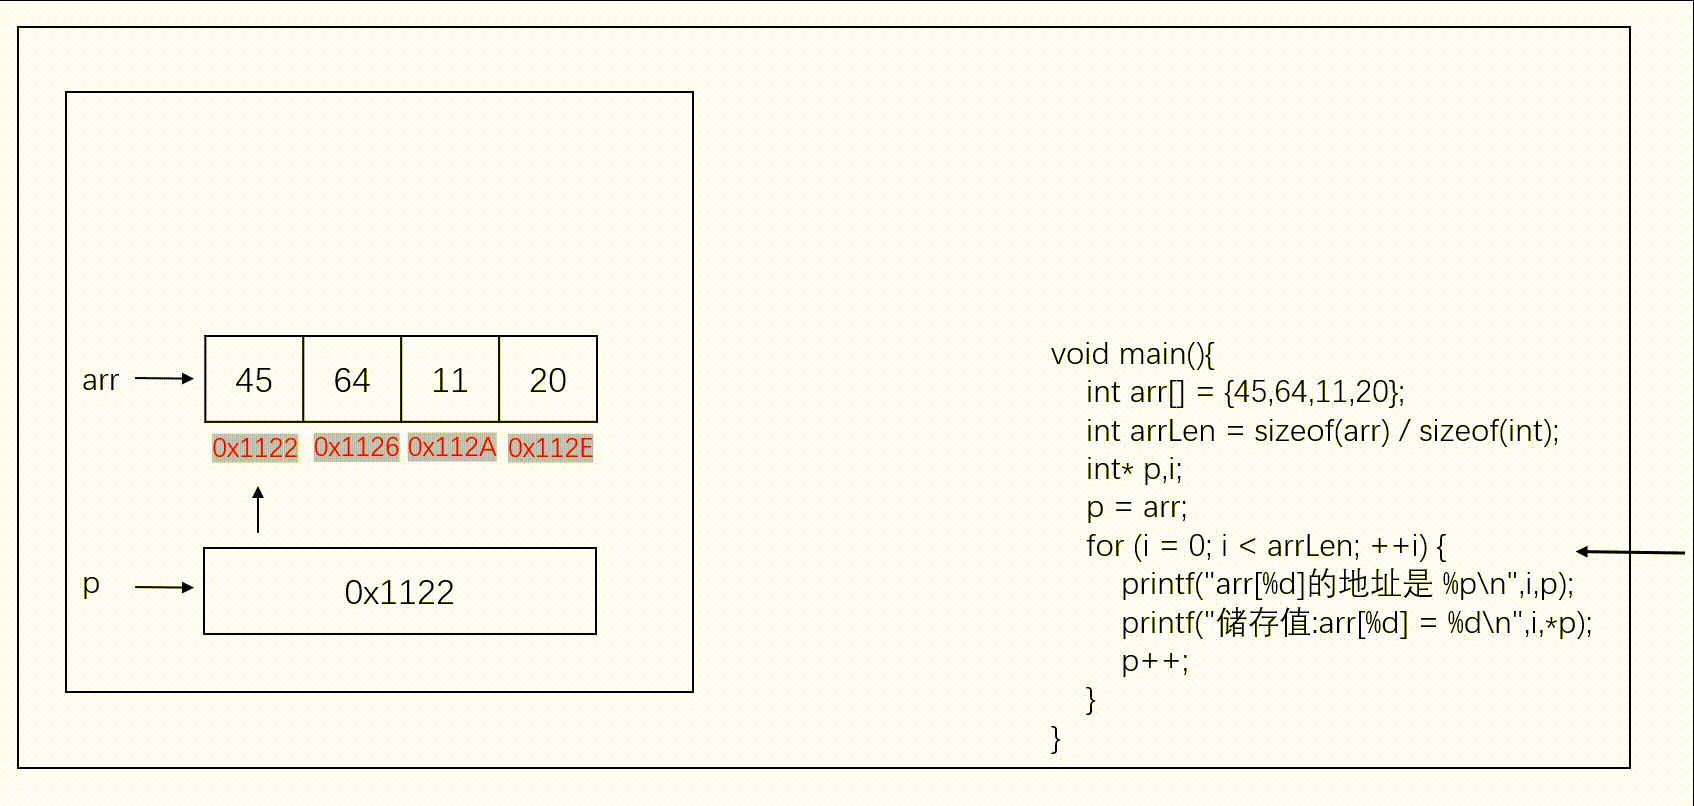 arr
45 64 11 20
0x1122 0x1126 0x112A 0x112E
p
0x1122
void main(){
int arr[] = {45,64,11,20};
int arrLen = sizeof(arr) / sizeof(int);
int* p,i;
p = arr;
for (i = 0; i < arrLen; ++i) {
printf("arr[%d]的地址是 %p\n",i,p);
printf("储存值:arr[%d] = %d\n",i,*p);
p++;
}
}